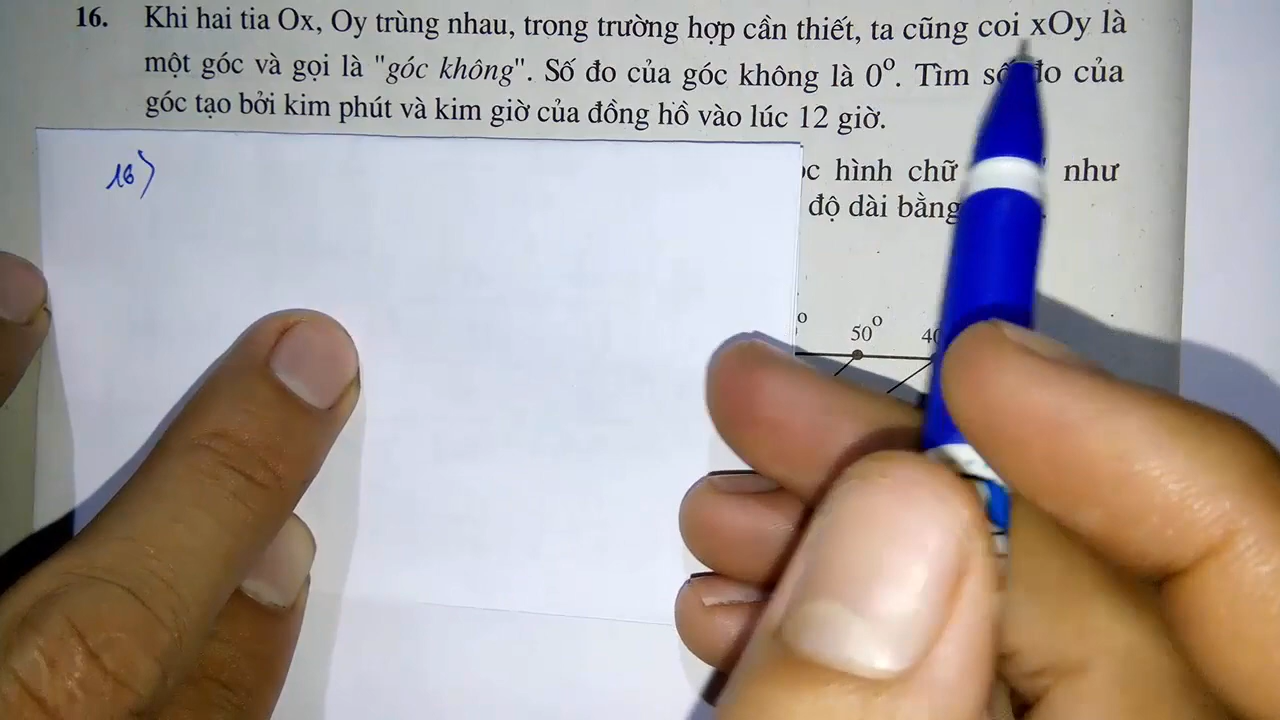 16. Khi hai tia Ox, Oy trùng nhau, trong trường hợp cần thiết, ta cũng coi xOy là
một góc và gọi là "góc không". Số đo của góc không là 0°. Tìm số đo của
góc tạo bởi kim phút và kim giờ của đồng hồ vào lúc 12 giờ.
16)
hình chữ như
độ dài bằng
50°